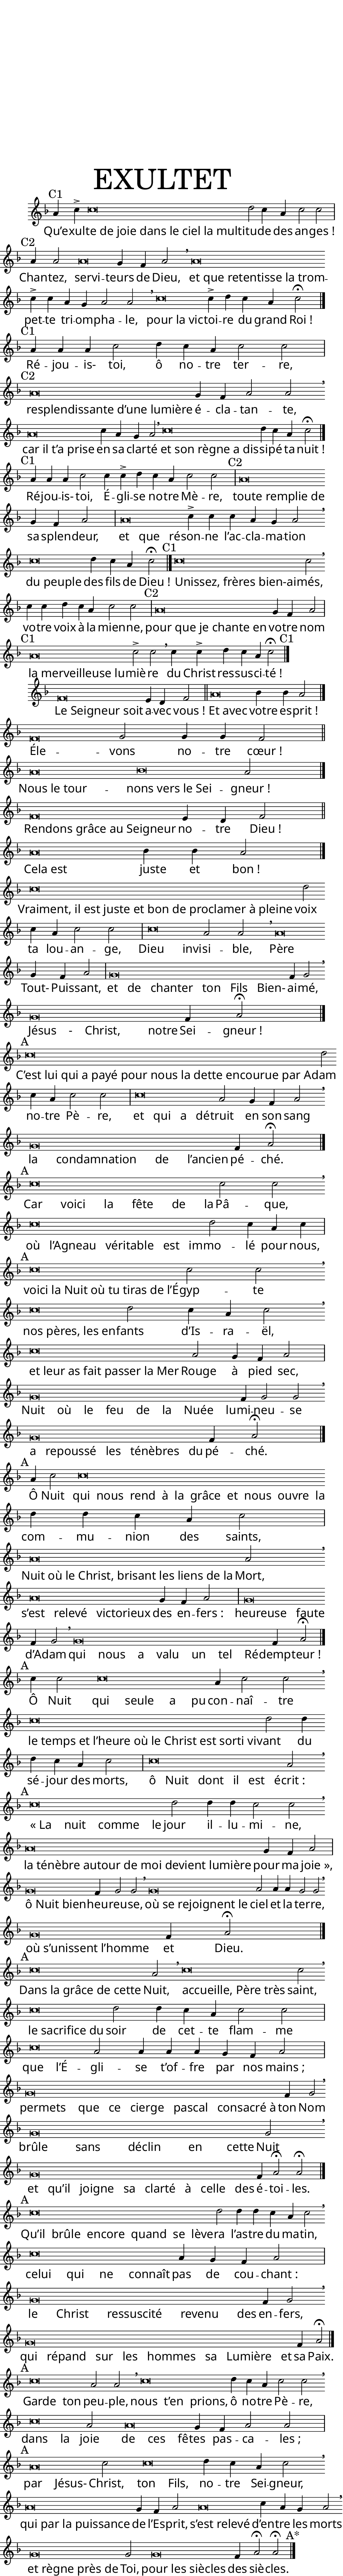 EXULTET
C1
Qu’exulte de joie dans le ciel la multitude des anges !
C2
Chantez, servi -- teurs de Dieu, et que retentisse la trom --
pet -- te tri -- ompha -- le, pour la victoi -- re du grand Roi !
C1
Ré -- jou -- is- toi, ô no -- tre ter -- re,
C2
resplendissante d’une lumière é -- cla -- tan -- te,
car il t’a prise en sa clarté et son règne a dissipé ta nuit !
C1 C2
Réjou-is-toi, É -- gli -- se notre Mè -- re, toute remplie de
sa splen -- deur, et que réson -- ne l’ac -- cla -- ma -- tion
C1
du peuple des fils de Dieu ! Unissez, frères bien-aimés,
C2
votre voix à la mienne, pour que je chante en votre nom
C1 C1
la merveilleuse lumière du Christ ressusci -- té !
Le Seigneur soit a -- vec vous ! Et avec votre esprit !
Éle -- vons no -- tre cœur !
Nous le tour -- nons vers le Sei -- gneur !
Rendons grâce au Seigneur no -- tre Dieu !
Cela est juste et bon !
Vraiment, il est juste et bon de proclamer à pleine voix
ta lou -- an -- ge, Dieu invisi -- ble, Père
Tout- Puissant, et de chanter ton Fils Bien- aimé,
Jésus - Christ, notre Sei -- gneur !
A
C’est lui qui a payé pour nous la dette encourue par Adam
no -- tre Pè -- re, et qui a détruit en son sang
la condamnation de l’ancien pé -- ché.
A
Car voici la fête de la Pâ -- que,
où l’Agneau véritable est immo -- lé pour nous,
A
voici la Nuit où tu tiras de l’Égyp -- te
nos pères, les enfants d’Is -- ra -- ël,
et leur as fait passer la Mer Rouge à pied sec,
Nuit où le feu de la Nuée lumi -- neu -- se
a repoussé les ténèbres du pé -- ché.
A
Ô Nuit qui nous rend à la grâce et nous ouvre la
com -- mu -- nion des saints,
Nuit où le Christ, brisant les liens de la Mort,
s’est relevé victorieux des en -- fers : heureuse faute
d’Adam qui nous a valu un tel Rédempteur !
A
Ô Nuit qui seule a pu con -- naî -- tre
le temps et l’heure où le Christ est sorti vivant du
sé -- jour des morts, ô Nuit dont il est écrit :
A
« La nuit comme le jour il -- lu -- mi -- ne,
la ténèbre autour de moi devient lumière pour ma joie »,
ô Nuit bienheureuse, où se rejoignent le ciel et la terre,
où s’unissent l’homme et Dieu.
A
Dans la grâce de cette Nuit, accueille, Père très saint,
le sacrifice du soir de cet -- te flam -- me
que l’É -- gli -- se t’of -- fre par nos mains ;
permets que ce cierge pascal consacré à ton Nom
brûle sans déclin en cette Nuit
et qu’il joigne sa clarté à celle des é -- toi -- les.
A
Qu’il brûle encore quand se lèvera l’astre du matin,
celui qui ne connaît pas de cou -- chant :
le Christ ressuscité revenu des en -- fers,
qui répand sur les hommes sa Lumière et sa Paix.
A
Garde ton peu -- ple, nous t’en prions, ô notre Pè -- re,
dans la joie de ces fêtes pas -- ca -- les ;
A
par Jésus- Christ, ton Fils, no -- tre Sei -- gneur,
qui par la puissance de l’Esprit, s’est relevé d’entre les morts
A*
et règne près de Toi, pour les siècles des siècles.